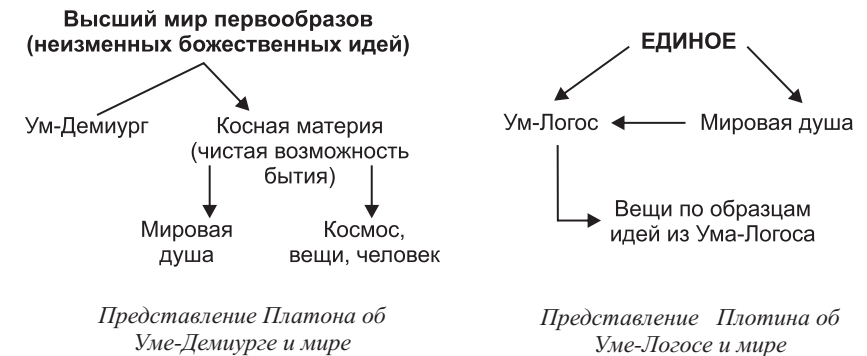 Высший мир первообразов
(неизменных божественных идей)
Ум-Демиург
Косная материя
(чистая возможность
бытия)
Мировая
душа
Космос,
вещи, человек
Представление Платона об
Уме-Демиурге и мире
ЕДИНОЕ
Ум-Логос
Мировая душа
Вещи по образцам
идей из Ума-Логоса
Представление Плотина об
Уме-Логосе и мире